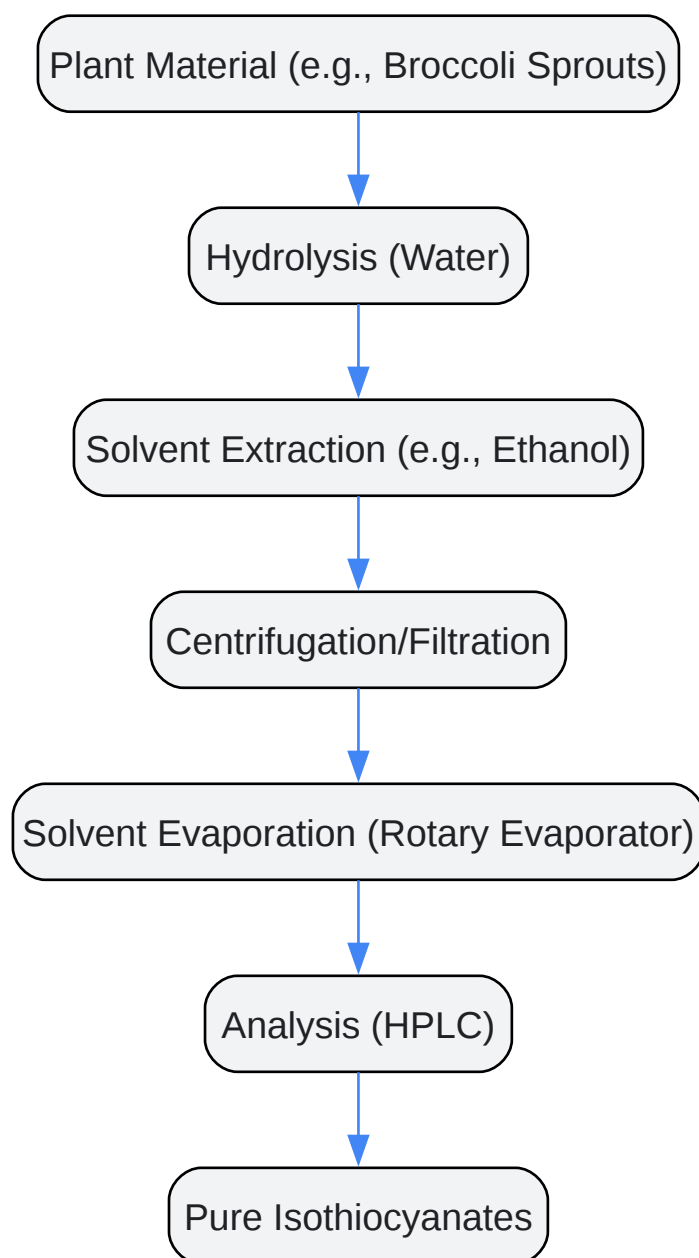 Plant Material (e.g., Broccoli Sprouts)
Hydrolysis (Water)
Solvent Extraction (e.g., Ethanol)
Centrifugation/Filtration
Solvent Evaporation (Rotary Evaporator)
Analysis (HPLC)
Pure Isothiocyanates